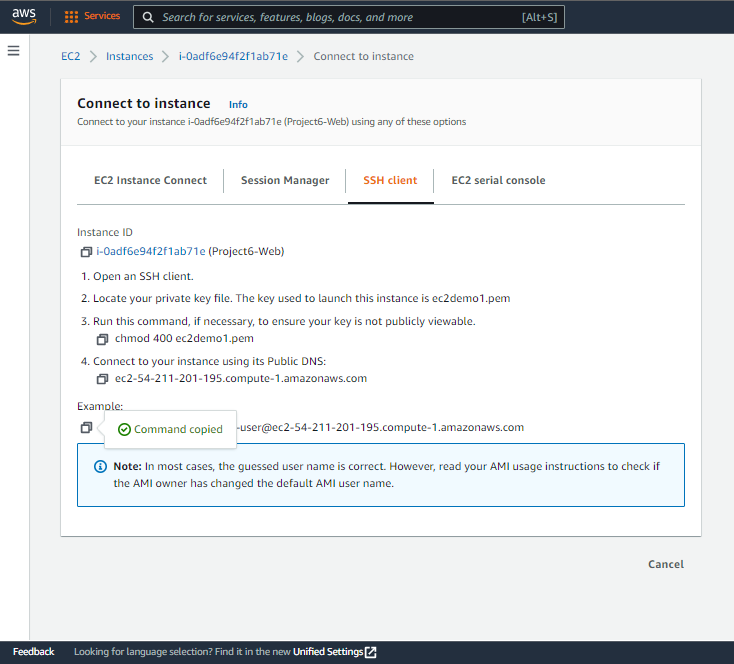 aws
Services
Search for services, features, blogs, docs, and more
[Alt+S]
EC2
Instances
i-0adf6e94f2f1ab71e
Connect to instance
Connect to instance
Info
Connect to your instance i-0adf6e94f2f1ab71e (Project6-Web) using any of these options
EC2 Instance Connect
Session Manager
SSH client
EC2 serial console
Instance ID
i-0adf6e94f2f1ab71e (Project6-Web)
1. Open an SSH client.
2. Locate your private key file. The key used to launch this instance is ec2demo1.pem
3. Run this command, if necessary, to ensure your key is not publicly viewable.
chmod 400 ec2demo1.pem
4. Connect to your instance using its Public DNS:
ec2-54-211-201-195.compute-1.amazonaws.com
Example:
Command copied
-user@ec2-54-211-201-195.compute-1.amazonaws.com
Note: In most cases, the guessed user name is correct. However, read your AMI usage instructions to check if
the AMI owner has changed the default AMI user name.
Cancel
Feedback
Looking for language selection? Find it in the new Unified Settings